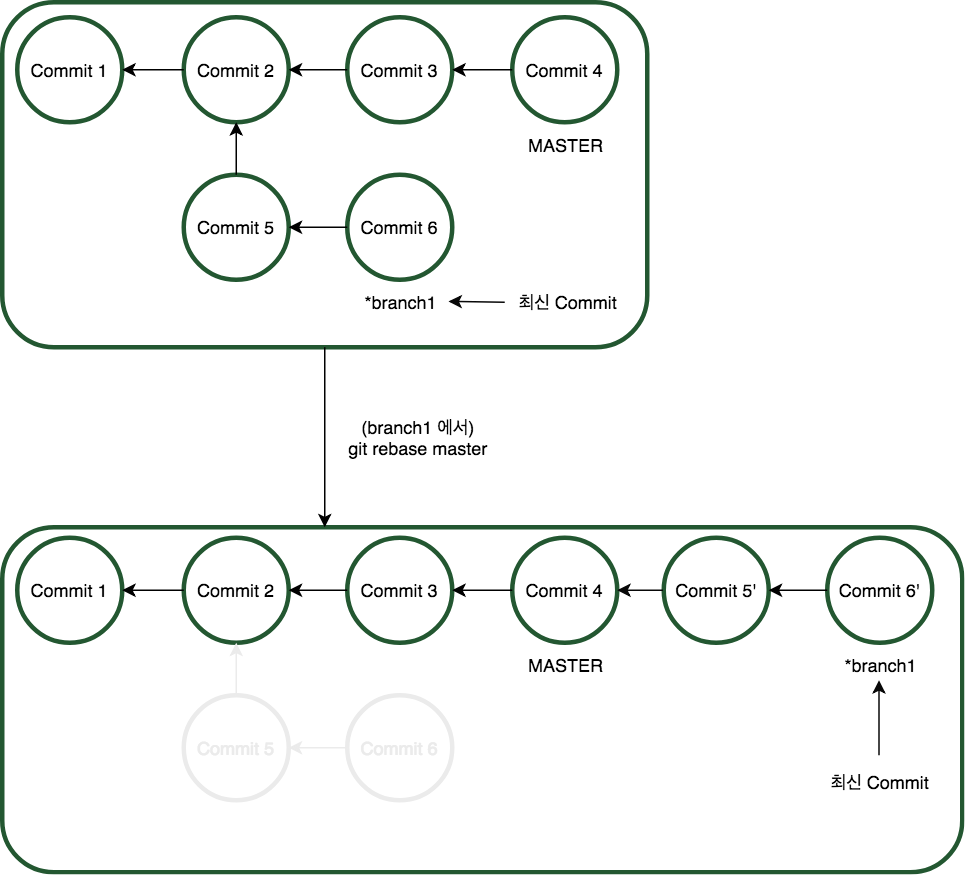 Commit 1
Commit 2
Commit 3
Commit 4
MASTER
Commit 5
Commit 6
*branch1
최신 Commit
(branch1 에서)
git rebase master
Commit 1
Commit 2
Commit 3
Commit 4
Commit 5'
Commit 6'
MASTER
*branch1
Commit 5
Commit 6
최신 Commit